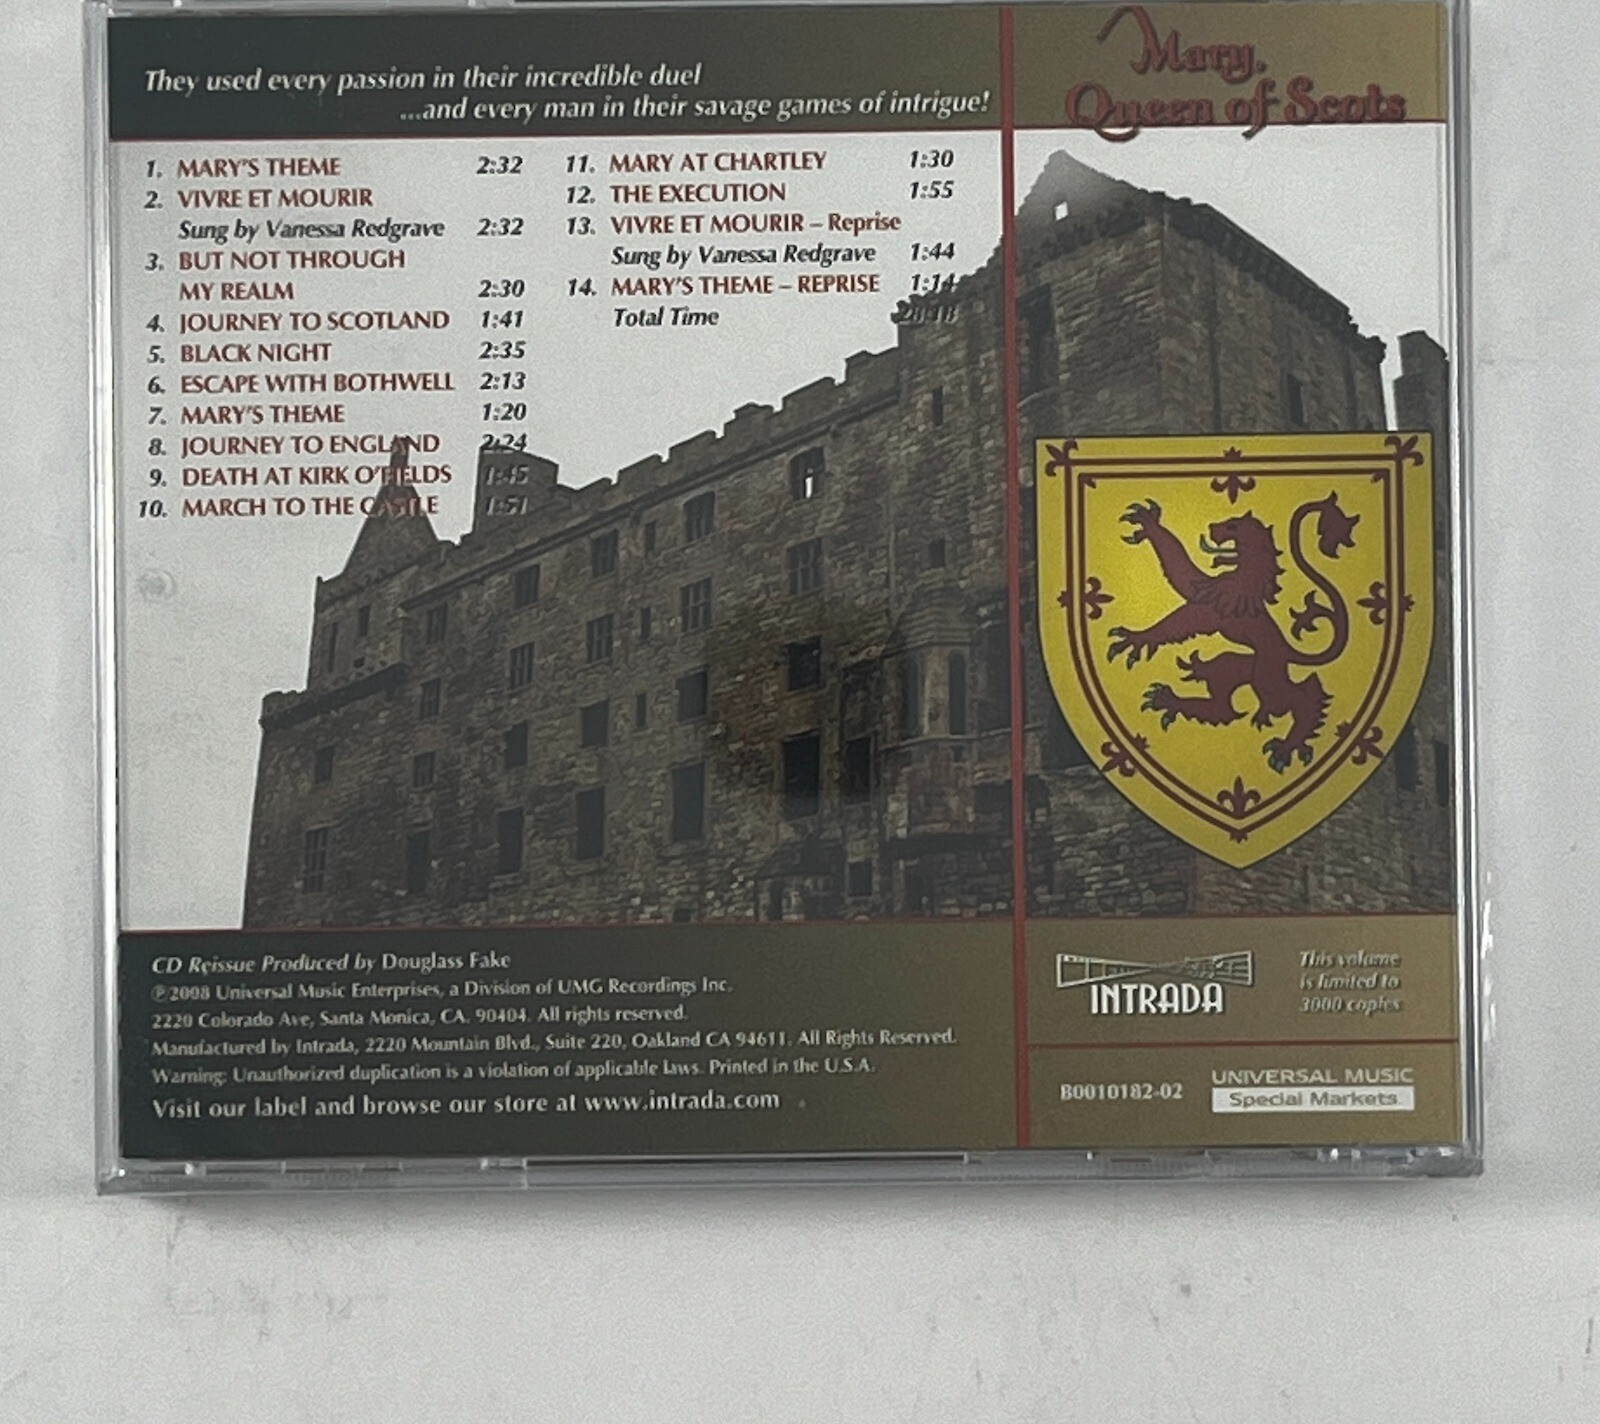 They used every passion in their incredible duel
...and every man in their savage games of intrigue!
Mary,
Queen of Scots
1. MARY'S THEME 2:32
2. VIVRE ET MOURIR
Sung by Vanessa Redgrave 2:32
3. BUT NOT THROUGH
MY REALM 2:30
4. JOURNEY TO SCOTLAND 1:41
5. BLACK NIGHT 2:35
6. ESCAPE WITH BOTHWELL 2:13
7. MARY'S THEME 1:20
8. JOURNEY TO ENGLAND 2:24
9. DEATH AT KIRK O'FIELDS 1:45
10. MARCH TO THE CASTLE 1:51
11. MARY AT CHARTLEY 1:30
12. THE EXECUTION 1:55
13. VIVRE ET MOURIR – Reprise
Sung by Vanessa Redgrave 1:44
14. MARY'S THEME – REPRISE 1:14
Total Time
CD Reissue Produced by Douglass Fake
℗2008 Universal Music Enterprises, a Division of UMG Recordings Inc.
2220 Colorado Ave, Santa Monica, CA. 90404. All rights reserved.
Manufactured by Intrada, 2220 Mountain Blvd., Suite 220, Oakland CA 94611. All Rights Reserved.
Warning: Unauthorized duplication is a violation of applicable laws. Printed in the U.S.A.
Visit our label and browse our store at www.intrada.com
INTRADA
This volume
is limited to
3000 copies
B0010182-02
UNIVERSAL MUSIC
Special Markets